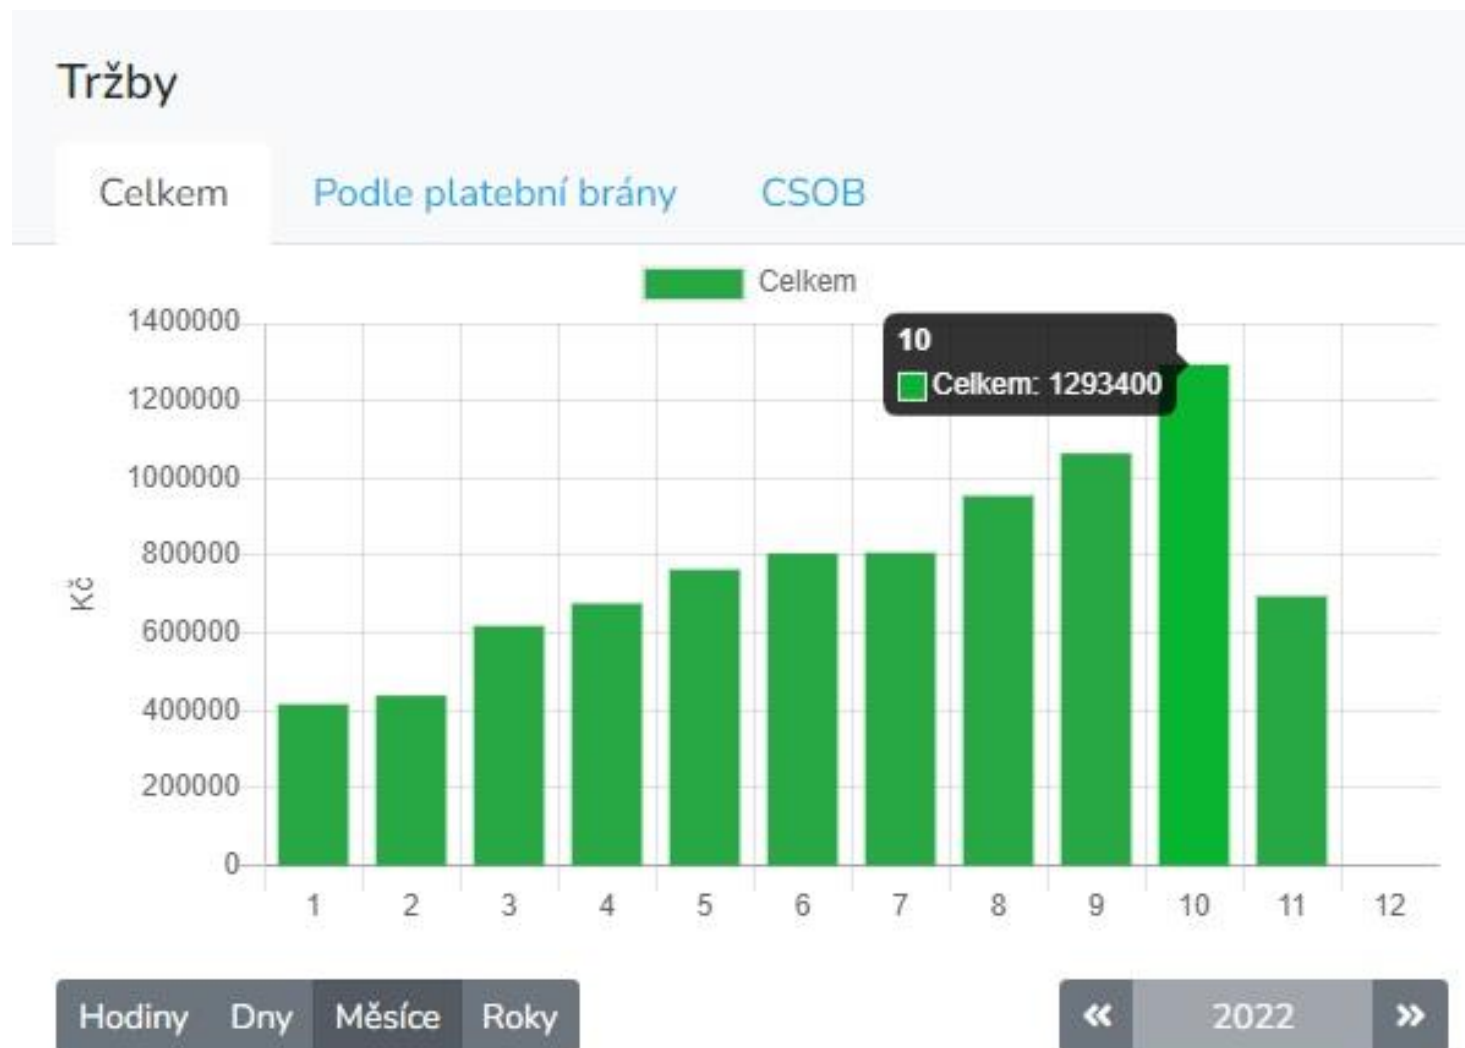 Tržby
Celkem Podle platební brány CSOB
Celkem
1400000
1200000
1000000
800000
600000
400000
200000
0
Kč
10
Celkem: 1293400
1 2 3 4 5 6 7 8 9 10 11 12
Hodiny Dny Měsíce Roky « 2022 »